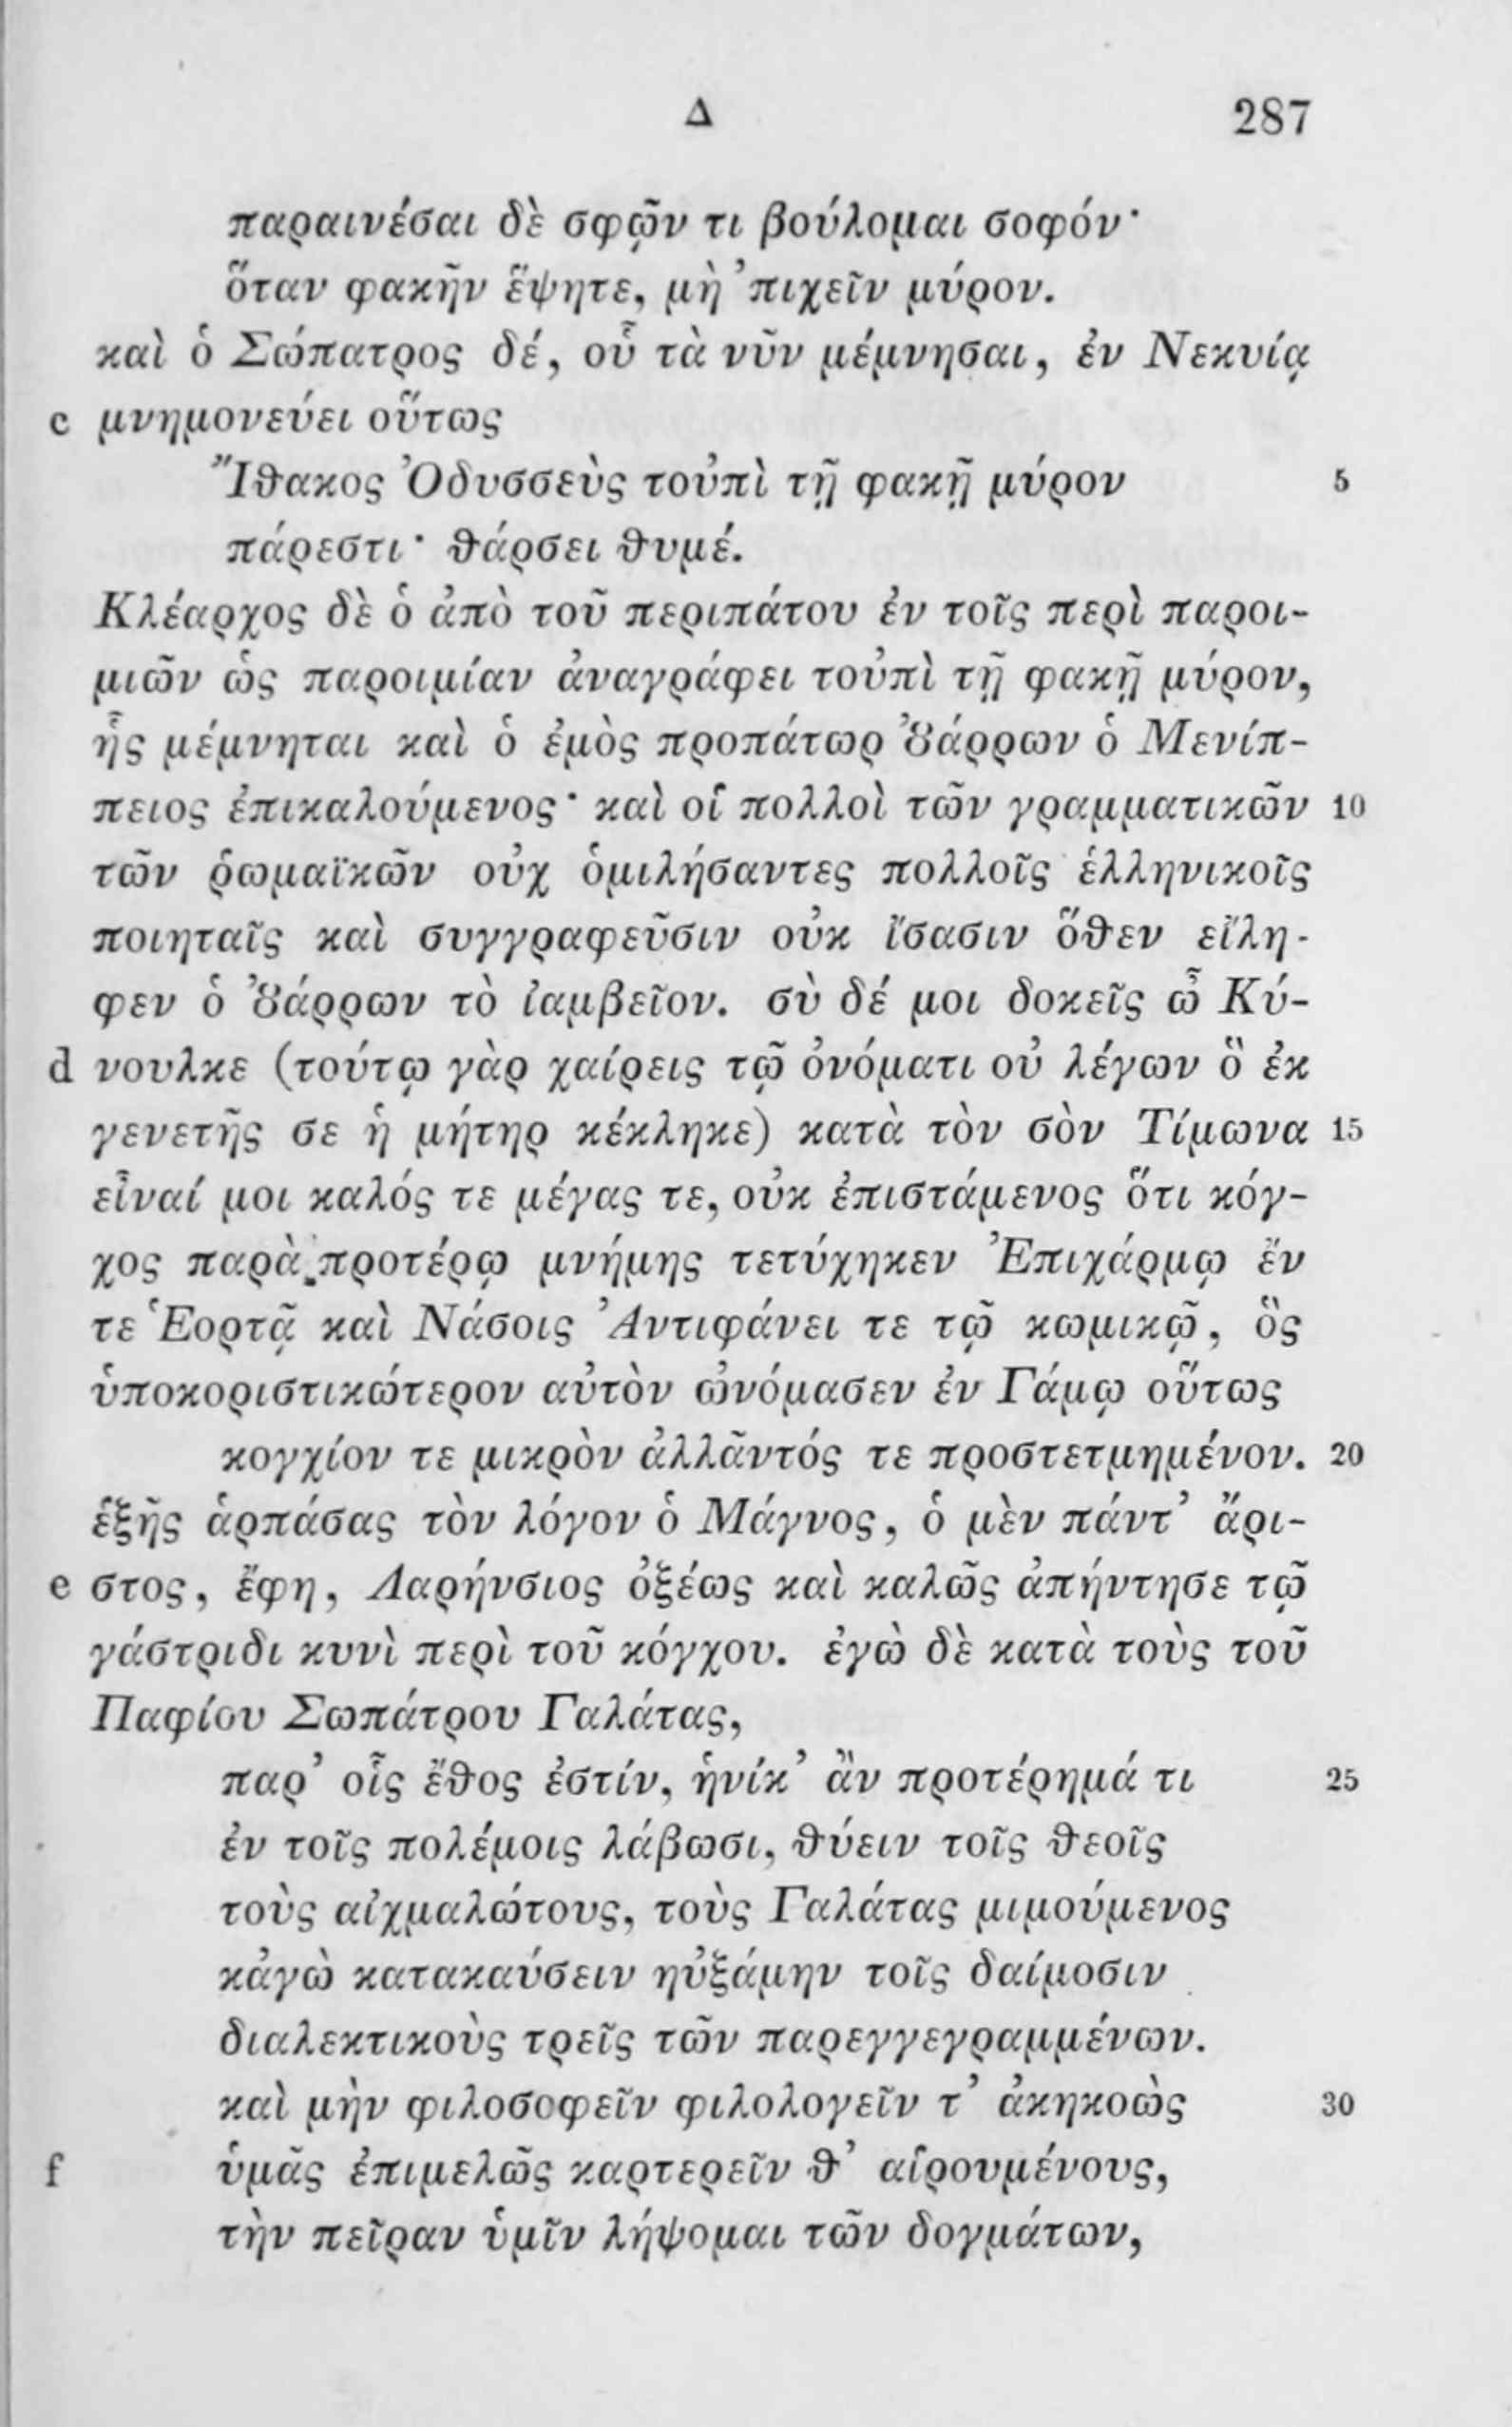 Δ 287
παραινέσαι δὲ σφῷν τι βούλομαι σοφόν·
ὅταν φακῆν ἕψητε, μὴ ’πιχεῖν μύρον.
καὶ ὁ Σώπατρος δέ, οὗ τὰ νῦν μέμνησαι, ἐν Νεκυίᾳ
c μνημονεύει οὕτως
Ἴθακος Ὀδυσσεὺς τοὐπὶ τῇ φακῇ μύρον 5
πάρεστι· θάρσει θυμέ.
Κλέαρχος δὲ ὁ ἀπὸ τοῦ περιπάτου ἐν τοῖς περὶ παροι-
μιῶν ὡς παροιμίαν ἀναγράφει τοὐπὶ τῇ φακῇ μύρον,
ἧς μέμνηται καὶ ὁ ἐμὸς προπάτωρ Ȣ̓άρρων ὁ Μενίπ-
πειος ἐπικαλούμενος· καὶ οἱ πολλοὶ τῶν γραμματικῶν 10
τῶν ῥωμαϊκῶν οὐχ ὁμιλήσαντες πολλοῖς ἑλληνικοῖς
ποιηταῖς καὶ συγγραφεῦσιν οὐκ ἴσασιν ὅθεν εἴλη-
φεν ὁ Ȣ̓άρρων τὸ ἰαμβεῖον. σὺ δέ μοι δοκεῖς ὦ Κύ-
d νουλκε (τούτῳ γὰρ χαίρεις τῷ ὀνόματι οὐ λέγων ὃ ἐκ
γενετῆς σε ἡ μήτηρ κέκληκε) κατὰ τὸν σὸν Τίμωνα 15
εἶναί μοι καλός τε μέγας τε, οὐκ ἐπιστάμενος ὅτι κόγ-
χος παρὰ προτέρῳ μνήμης τετύχηκεν Ἐπιχάρμῳ ἔν
τε Ἑορτᾷ καὶ Νάσοις Ἀντιφάνει τε τῷ κωμικῷ, ὃς
ὑποκοριστικώτερον αὐτὸν ὠνόμασεν ἐν Γάμῳ οὕτως
κογχίον τε μικρὸν ἀλλᾶντός τε προστετμημένον. 20
ἑξῆς ἁρπάσας τὸν λόγον ὁ Μάγνος, ὁ μὲν πάντ’ ἄρι-
e στος, ἔφη, Λαρήνσιος ὀξέως καὶ καλῶς ἀπήντησε τῷ
γάστριδι κυνὶ περὶ τοῦ κόγχου. ἐγὼ δὲ κατὰ τοὺς τοῦ
Παφίου Σωπάτρου Γαλάτας,
παρ’ οἷς ἔθος ἐστίν, ἡνίκ’ ἂν προτέρημά τι 25
ἐν τοῖς πολέμοις λάβωσι, θύειν τοῖς θεοῖς
τοὺς αἰχμαλώτους, τοὺς Γαλάτας μιμούμενος
κἀγὼ κατακαύσειν ηὐξάμην τοῖς δαίμοσιν
διαλεκτικοὺς τρεῖς τῶν παρεγγεγραμμένων.
καὶ μὴν φιλοσοφεῖν φιλολογεῖν τ’ ἀκηκοὼς 30
f ὑμᾶς ἐπιμελῶς καρτερεῖν θ’ αἱρουμένους,
τὴν πεῖραν ὑμῖν λήψομαι τῶν δογμάτων,